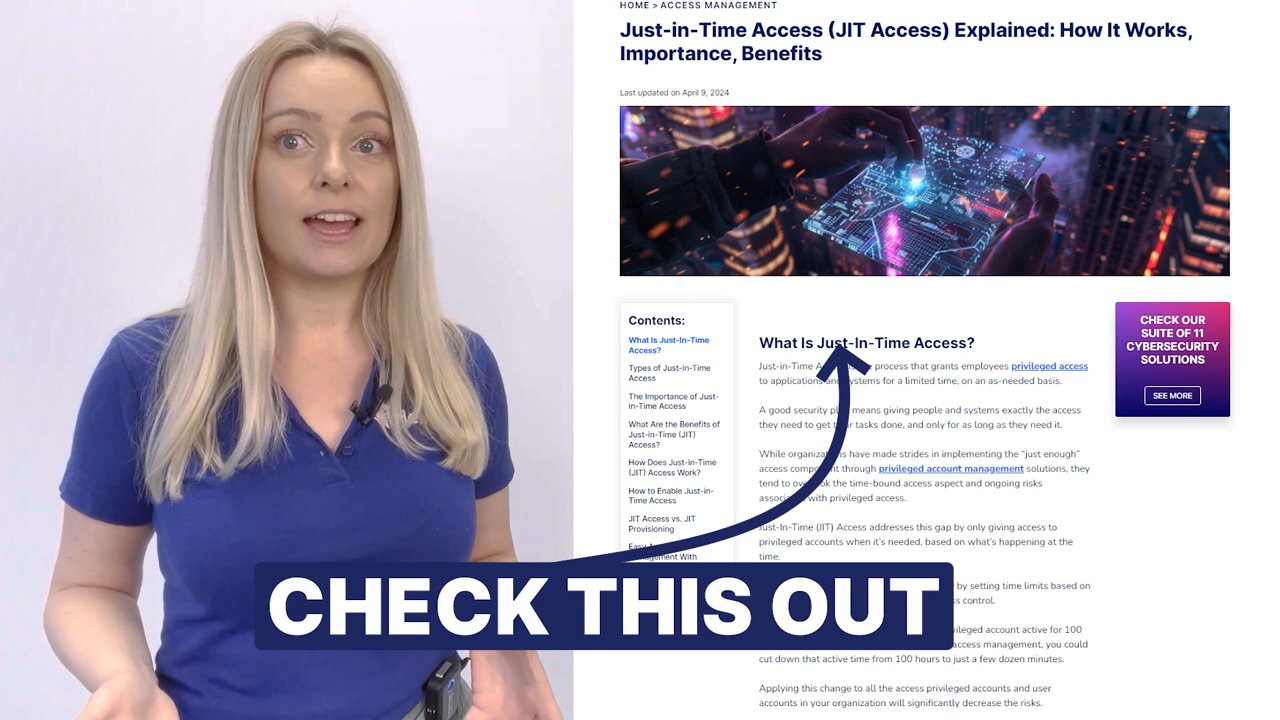 HOME > ACCESS MANAGEMENT
Just-in-Time Access (JIT Access) Explained: How It Works,
Importance, Benefits
Last updated on April 9, 2024
Contents:
What Is Just-In-Time
Access?
Types of Just-in-Time
Access
The Importance of Just-
in-Time Access
What Are the Benefits of
Just-in-Time (JIT)
Access?
How Does Just-in-Time
(JIT) Access Work?
How to Enable Just-in-
Time Access
JIT Access vs. JIT
Provisioning
Easy
With
What Is Just-In-Time Access?
Just-in-Time process that grants employees privileged access
to applications and systems for a limited time, on an as-needed basis.
A good security plan means giving people and systems exactly the access
they need to get their tasks done, and only for as long as they need it.
While organizations have made strides in implementing the “just enough”
access component through privileged account management solutions, they
tend to overlook the time-bound access aspect and ongoing risks
associated with privileged access.
Just-In-Time (JIT) Access addresses this gap by only giving access to
privileged accounts when it’s needed, based on what’s happening at the
time.
by setting time limits based on
control.
account active for 100
access management, you could
cut down that active time from 100 hours to just a few dozen minutes.
Applying this change to all the access privileged accounts and user
accounts in your organization will significantly decrease the risks.
CHECK OUR
SUITE OF 11
CYBERSECURITY
SOLUTIONS
SEE MORE
CHECK THIS OUT